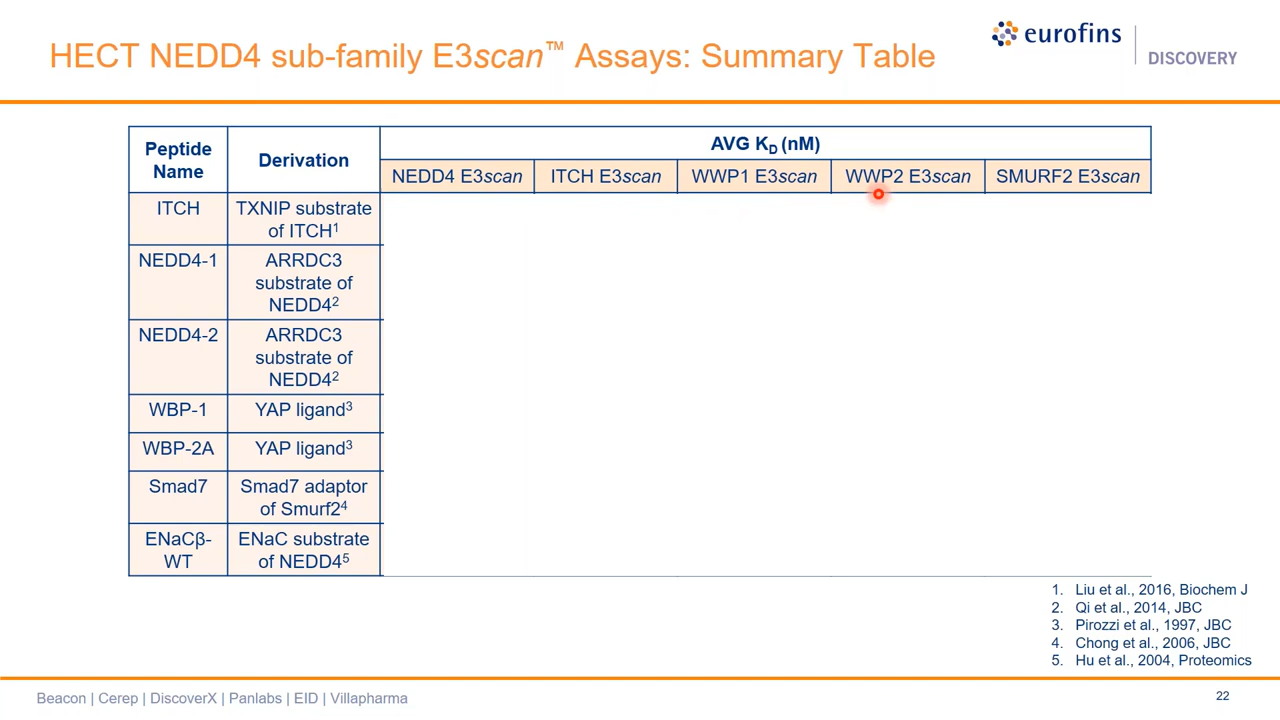 HECT NEDD4 sub-family E3scan™ Assays: Summary Table
eurofins
DISCOVERY
Peptide
Name
Derivation
AVG KD (nM)
NEDD4 E3scan
ITCH E3scan
WWP1 E3scan
WWP2 E3scan
SMURF2 E3scan
ITCH
TXNIP substrate
of ITCH1
NEDD4-1
ARRDC3
substrate of
NEDD42
NEDD4-2
ARRDC3
substrate of
NEDD42
WBP-1
YAP ligand3
WBP-2A
YAP ligand3
Smad7
Smad7 adaptor
of Smurf24
ENaCβ-
WT
ENaC substrate
of NEDD45
1. Liu et al., 2016, Biochem J
2. Qi et al., 2014, JBC
3. Pirozzi et al., 1997, JBC
4. Chong et al., 2006, JBC
5. Hu et al., 2004, Proteomics
Beacon | Cerep | DiscoverX | Panlabs | EID | Villapharma
22